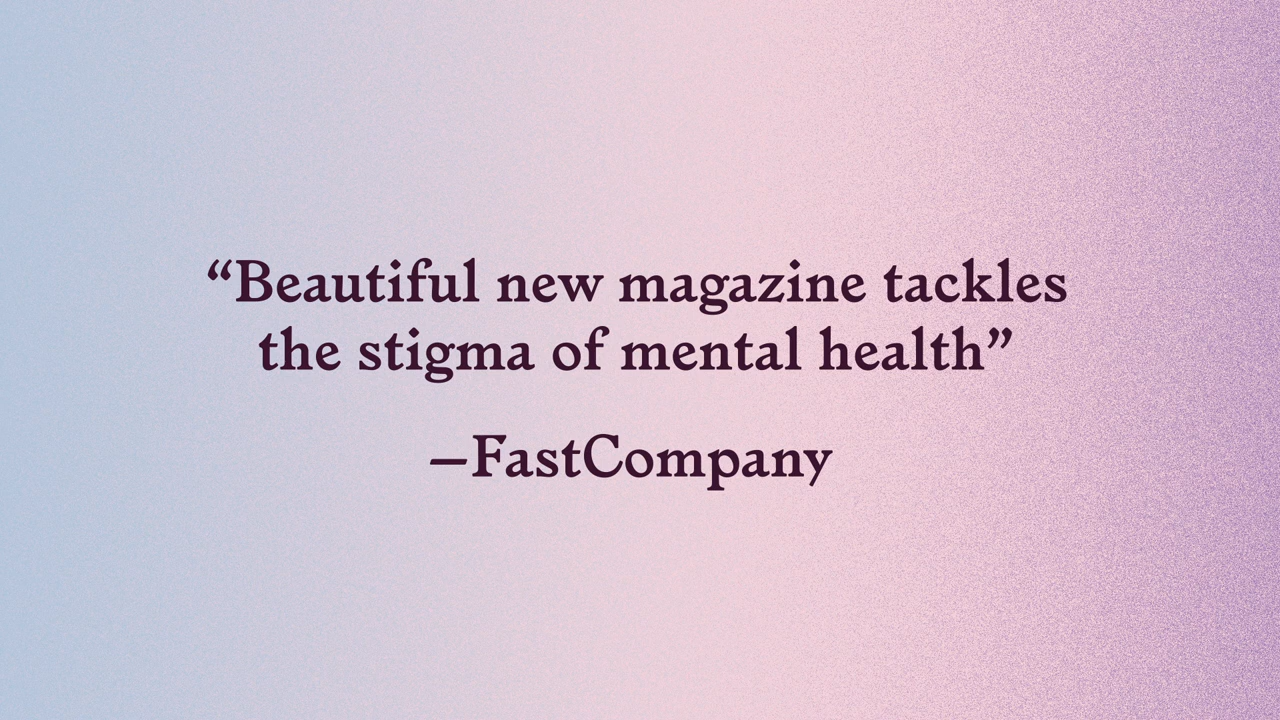 “Beautiful new magazine tackles
the stigma of mental health”
—FastCompany